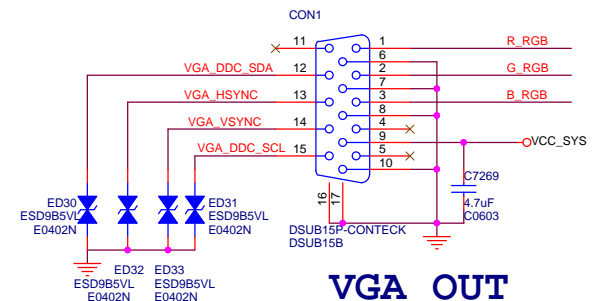 CON1
11
1
R_RGB
6
VGA_DDC_SDA
12
2
G_RGB
7
VGA_HSYNC
13
3
B_RGB
8
VGA_VSYNC
14
4
9
VCC_SYS
VGA_DDC_SCL
15
5
10
C7269
4.7uF
C0603
16
17
ED30
ESD9B5VL
E0402N
ED31
ESD9B5VL
E0402N
DSUB15P-CONTECK
DSUB15B
ED32
ESD9B5VL
E0402N
ED33
ESD9B5VL
E0402N
VGA OUT